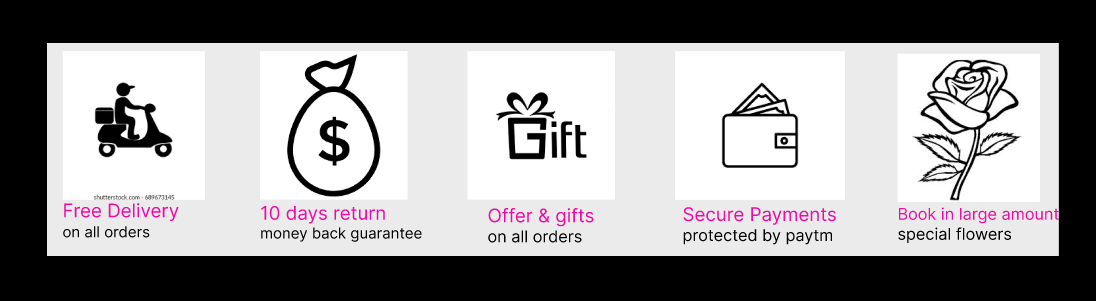 $
Gift
shutterstock.com · 689673145
Free Delivery
on all orders
10 days return
money back guarantee
Offer & gifts
on all orders
Secure Payments
protected by paytm
Book in large amount
special flowers